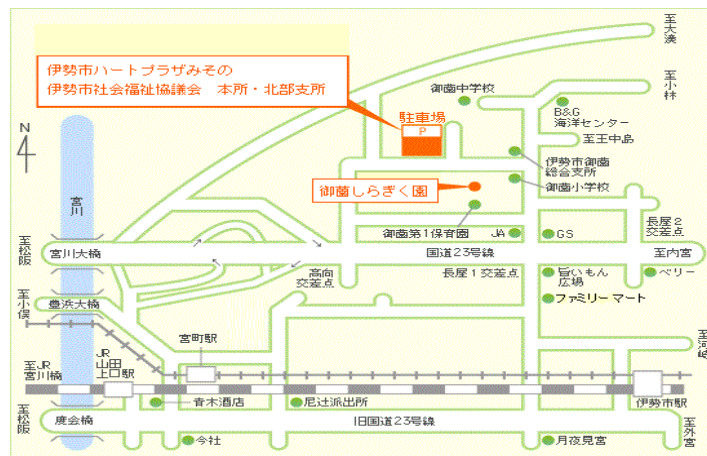 至大湊
伊勢市ハートプラザみその
伊勢市社会福祉協議会 本所・北部支所
御薗中学校
至小林
駐車場
P
B&G
海洋センター
至王中島
N
伊勢市御薗
総合支所
御薗しらぎく園
御薗小学校
宮川
長屋2
交差点
御薗第1保育園
JA
GS
至松阪
宮川大橋
国道23号線
至内宮
高向
交差点
長屋1交差点
旨いもん
広場
ベリー
至小俣
豊浜大橋
ファミリーマート
宮町駅
至河崎
至JR
宮川橋
JR
山田
上口駅
青木酒店
尼辻派出所
伊勢市駅
至松阪
度会橋
旧国道23号線
至外宮
今社
月夜見宮